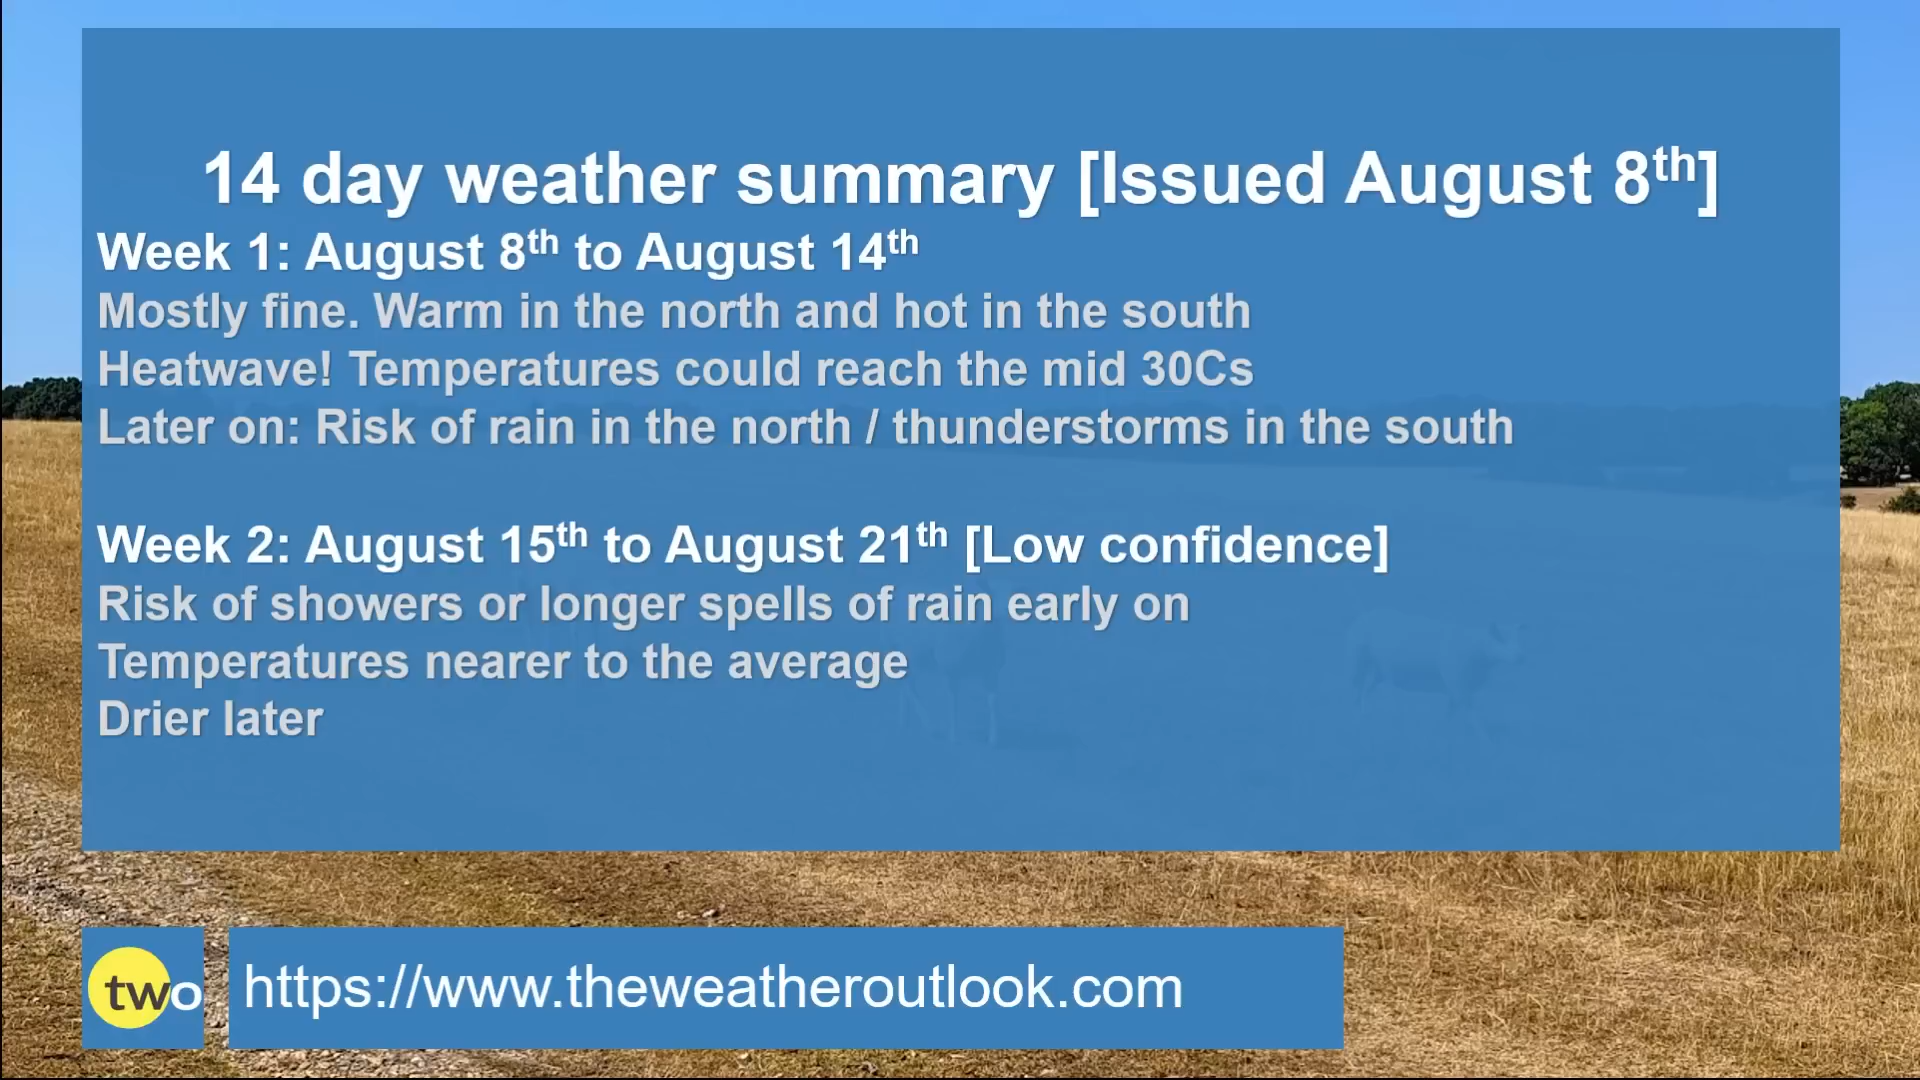 14 day weather summary [Issued August 8th]
Week 1: August 8th to August 14th
Mostly fine. Warm in the north and hot in the south
Heatwave! Temperatures could reach the mid 30Cs
Later on: Risk of rain in the north / thunderstorms in the south
Week 2: August 15th to August 21th [Low confidence]
Risk of showers or longer spells of rain early on
Temperatures nearer to the average
Drier later
two
https://www.theweatheroutlook.com